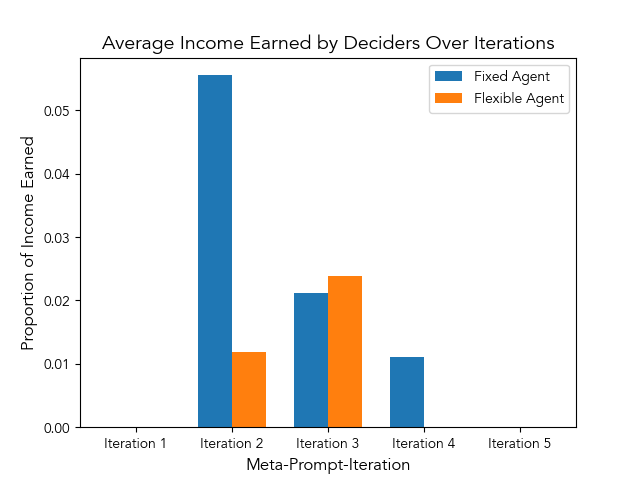 Average Income Earned by Deciders Over Iterations
Fixed Agent
Flexible Agent
Proportion of Income Earned
0.05
0.04
0.03
0.02
0.01
0.00
Iteration 1
Iteration 2
Iteration 3
Iteration 4
Iteration 5
Meta-Prompt-Iteration